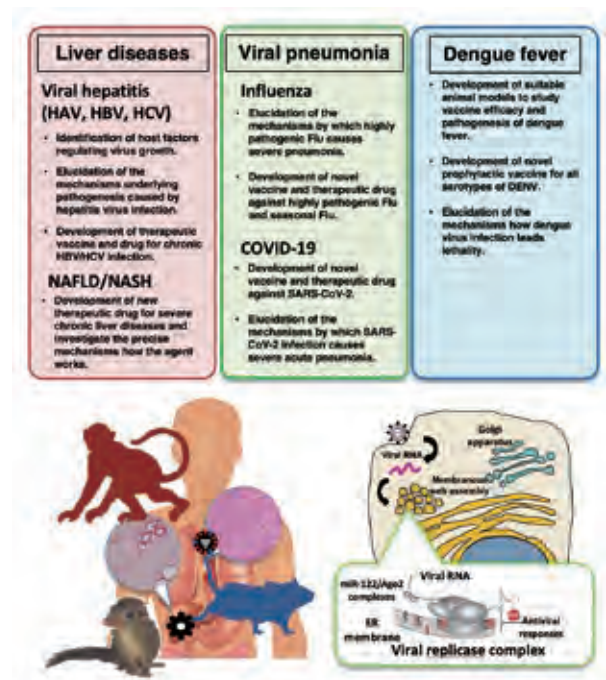 Liver diseases
Viral hepatitis
(HAV, HBV, HCV)
• Identification of host factors
regulating virus growth.
• Elucidation of the
mechanisms underlying
pathogenesis caused by
hepatitis virus infection.
• Development of therapeutic
vaccine and drug for chronic
HBV/HCV infection.
NAFLD/NASH
• Development of new
therapeutic drug for severe
chronic liver diseases and
investigate the precise
mechanisms how the agent
works.
Viral pneumonia
Influenza
• Elucidation of the
mechanisms by which highly
pathogenic Flu causes
severe pneumonia.
• Development of novel
vaccine and therapeutic drug
against highly pathogenic Flu
and seasonal Flu.
COVID-19
• Development of novel
vaccine and therapeutic drug
against SARS-CoV-2.
• Elucidation of the
mechanisms by which SARS-
CoV-2 infection causes
severe acute pneumonia.
Dengue fever
• Development of suitable
animal models to study
vaccine efficacy and
pathogenesis of dengue
fever.
• Development of novel
prophylactic vaccine for all
serotypes of DENV.
• Elucidation of the
mechanisms how dengue
virus infection leads
lethality.
Golgi
apparatus
Viral RNA
Membranous
web assembly
Viral RNA
miR-122/Ago2
complexes
ER
membrane
Antiviral
responses
Viral replicase complex